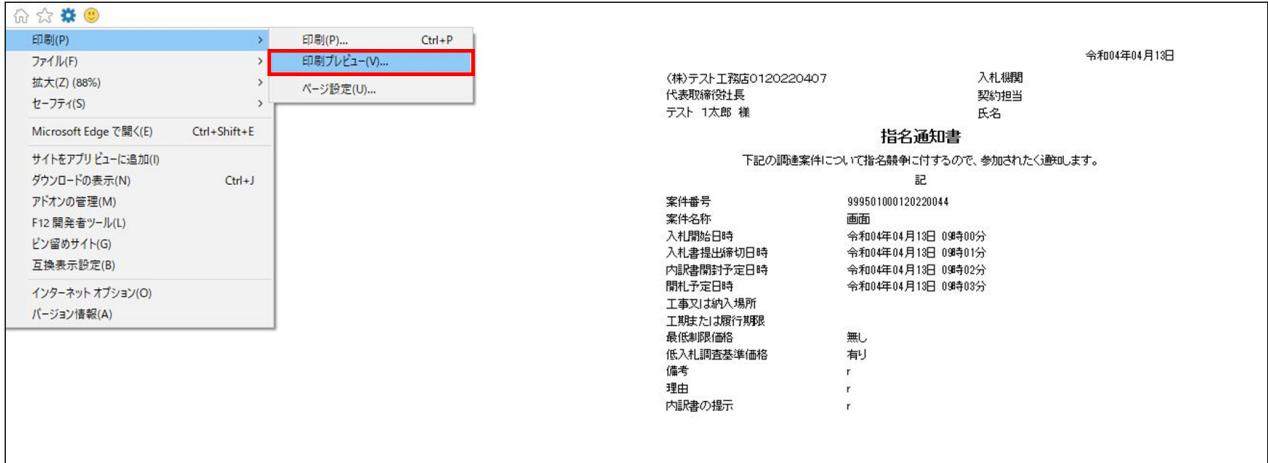 印刷(P)
ファイル(F)
拡大(Z) (88%)
セーフティ(S)
Microsoft Edge で開く(E) Ctrl+Shift+E
サイトをアプリ ビューに追加(I)
ダウンロードの表示(N) Ctrl+J
アドオンの管理(M)
F12 開発者ツール(L)
ピン留めサイト(G)
互換表示設定(B)
インターネット オプション(O)
バージョン情報(A)
印刷(P)... Ctrl+P
印刷プレビュー(V)...
ページ設定(U)...
令和04年04月13日
(株)テスト工務店0120220407 入札機関
代表取締役社長 契約担当
テスト 1太郎 様 氏名
指名通知書
下記の調達案件について指名競争に付するので、参加されたく通知します。
記
案件番号 999501000120220044
案件名称 画面
入札開始日時 令和04年04月13日 09時00分
入札書提出締切日時 令和04年04月13日 09時01分
内訳書開封予定日時 令和04年04月13日 09時02分
開札予定日時 令和04年04月13日 09時03分
工事又は納入場所
工期または履行期限
最低制限価格 無し
低入札調査基準価格 有り
備考 r
理由 r
内訳書の提示 r